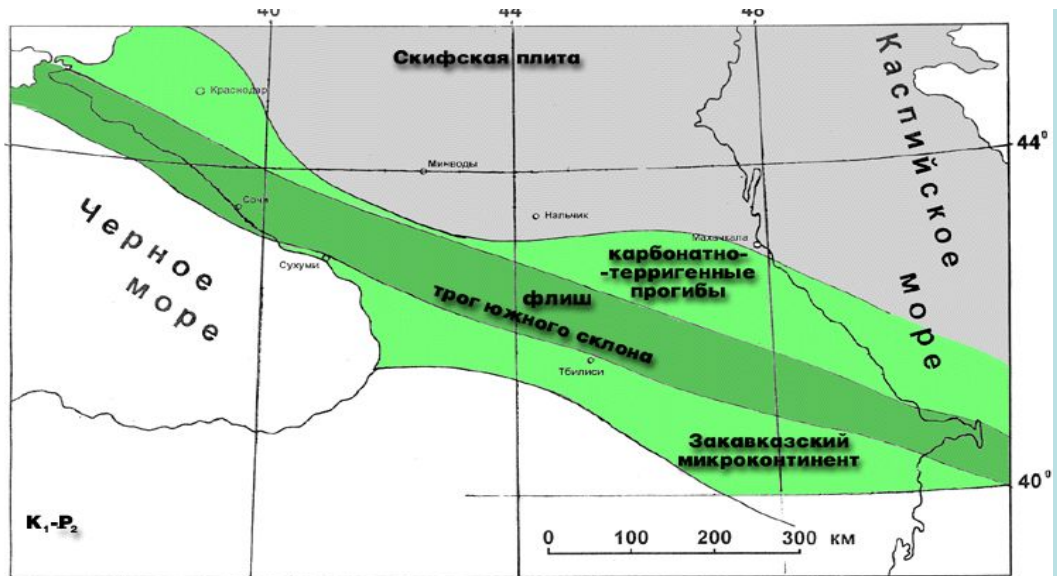 40
44
48
Скифская плита
Каспийское
море
Краснодар
44°
Минводы
Сочи
Нальчик
Черное
море
Махачкала
карбонатно-
-терригенные
прогибы
Сухуми
флиш
трог южного склона
Тбилиси
Закавказский
микроконтинент
40°
K₁-P₂
0 100 200 300 км